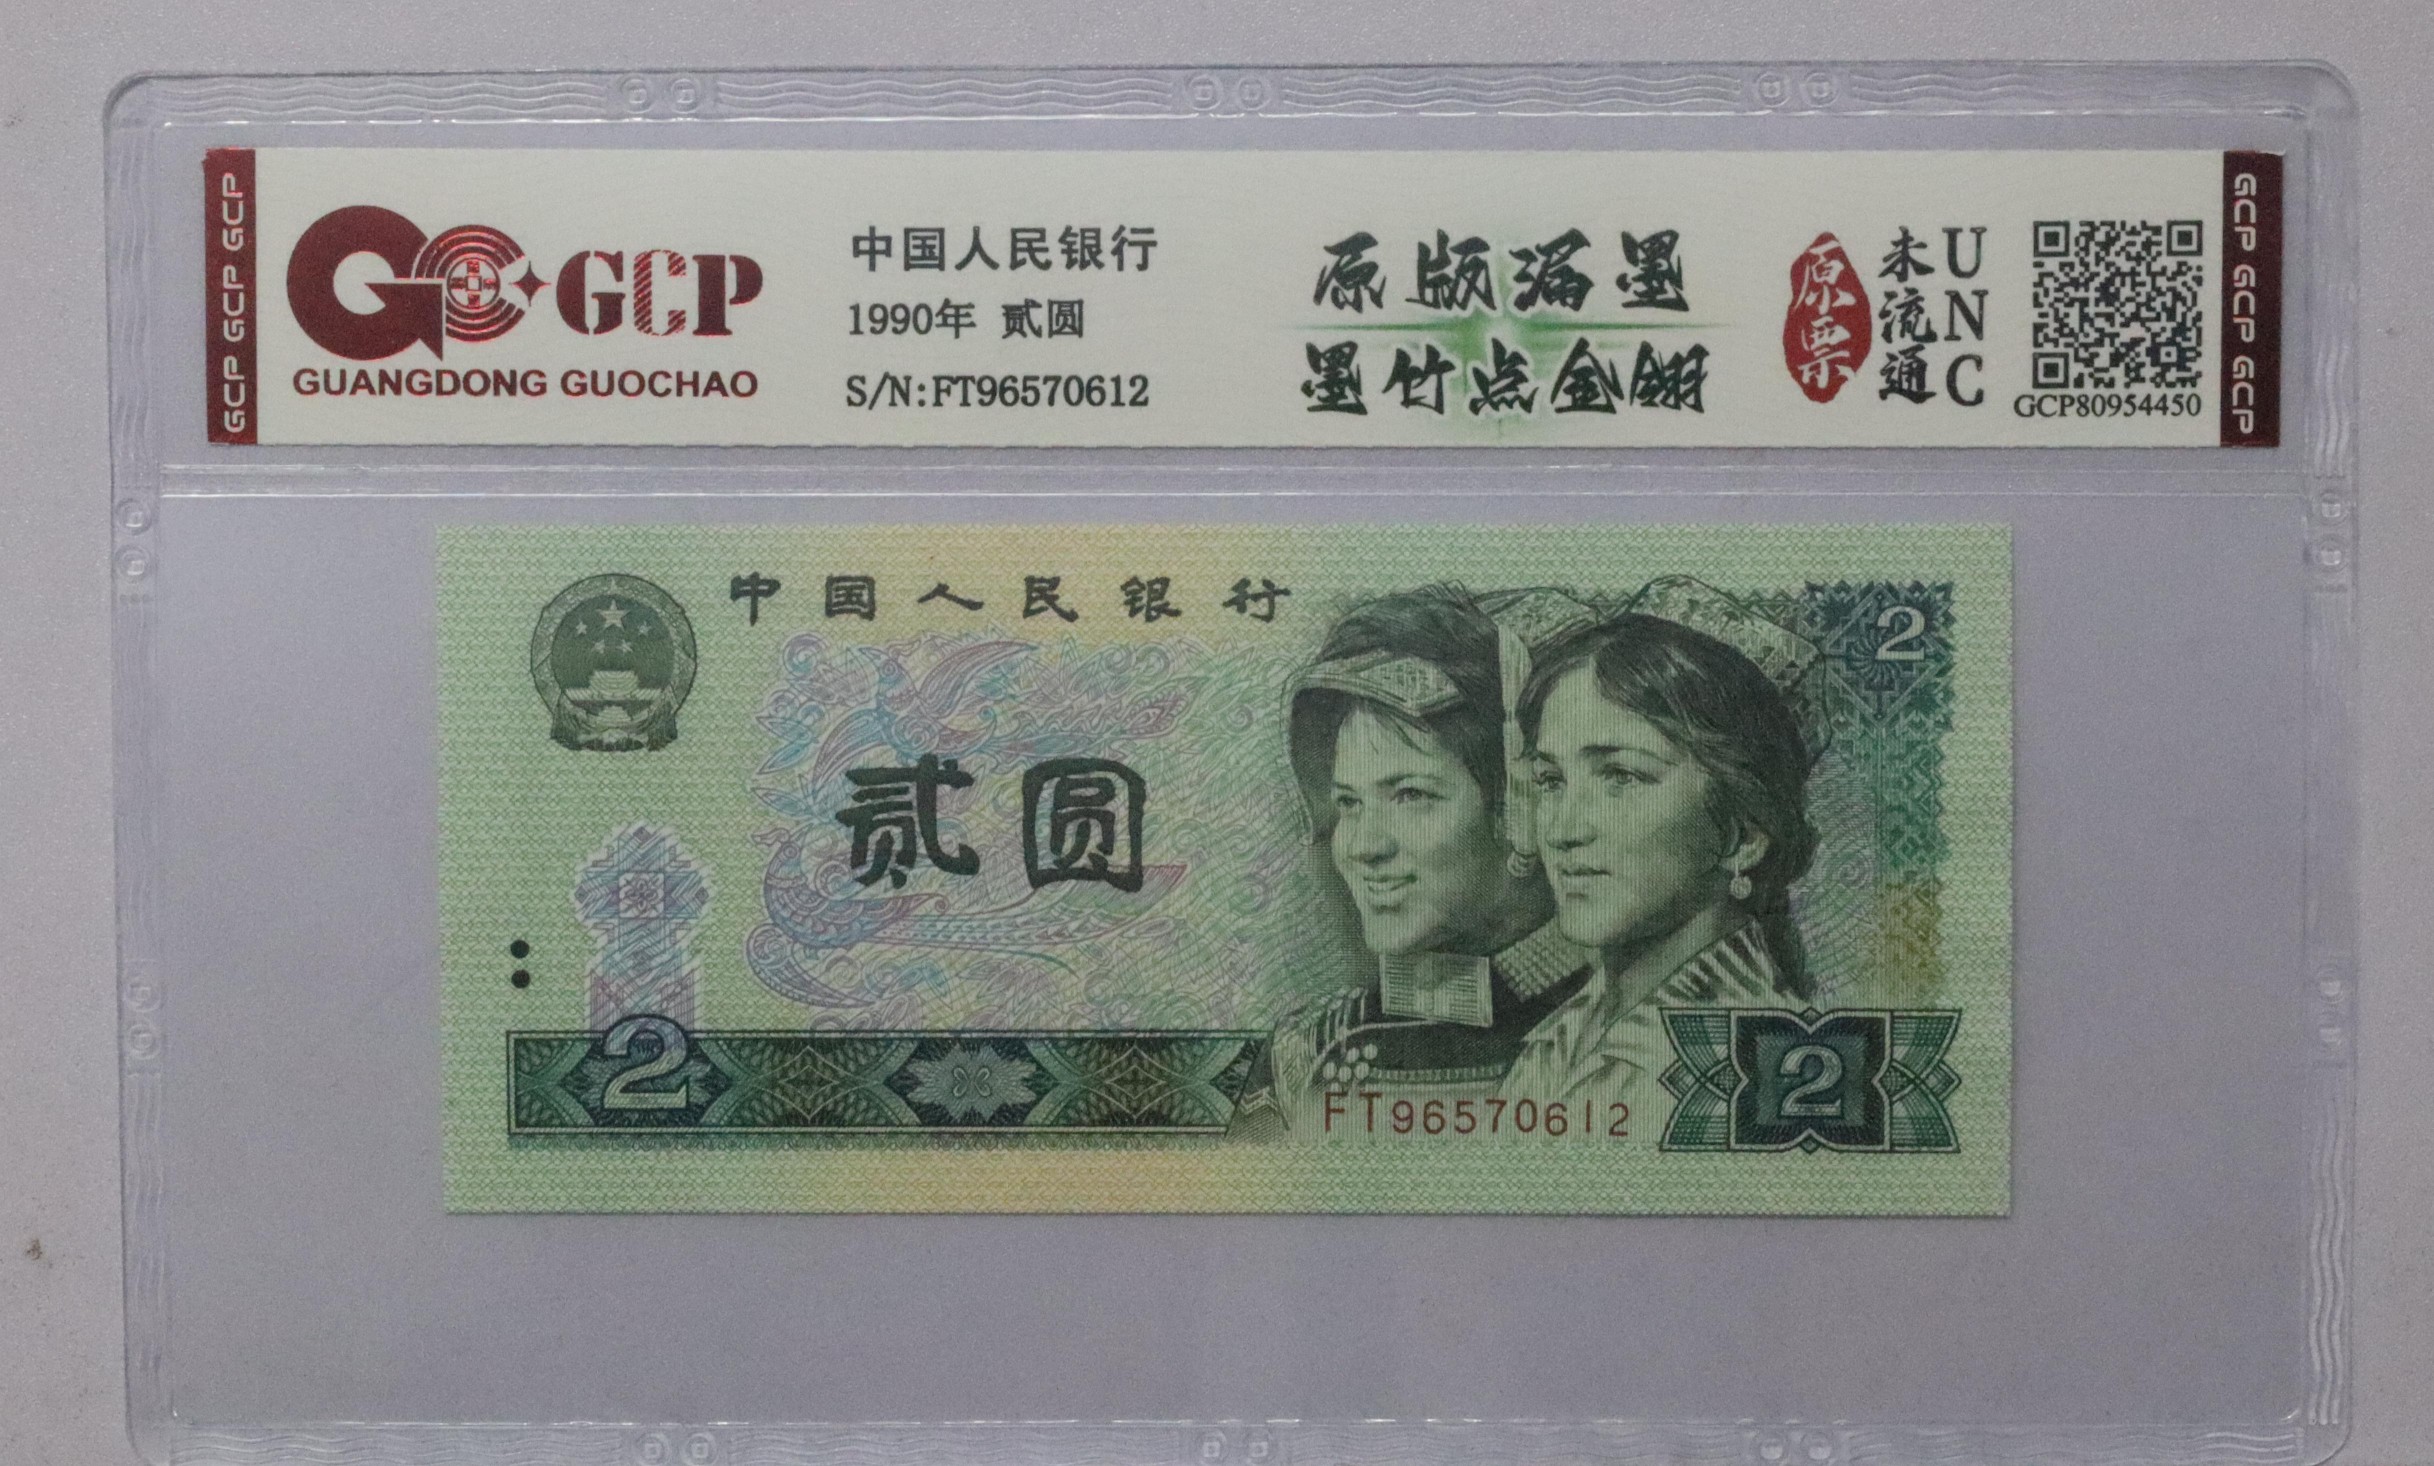 GCP GCP GCP
GCP
GUANGDONG GUOCHAO
中国人民银行
1990年 贰圆
S/N:FT96570612
原版漏墨
墨竹点金翎
原票
未流通
UNC
GCP80954450
GCP GCP GCP
中国人民银行
2
贰圆
2
2
FT96570612